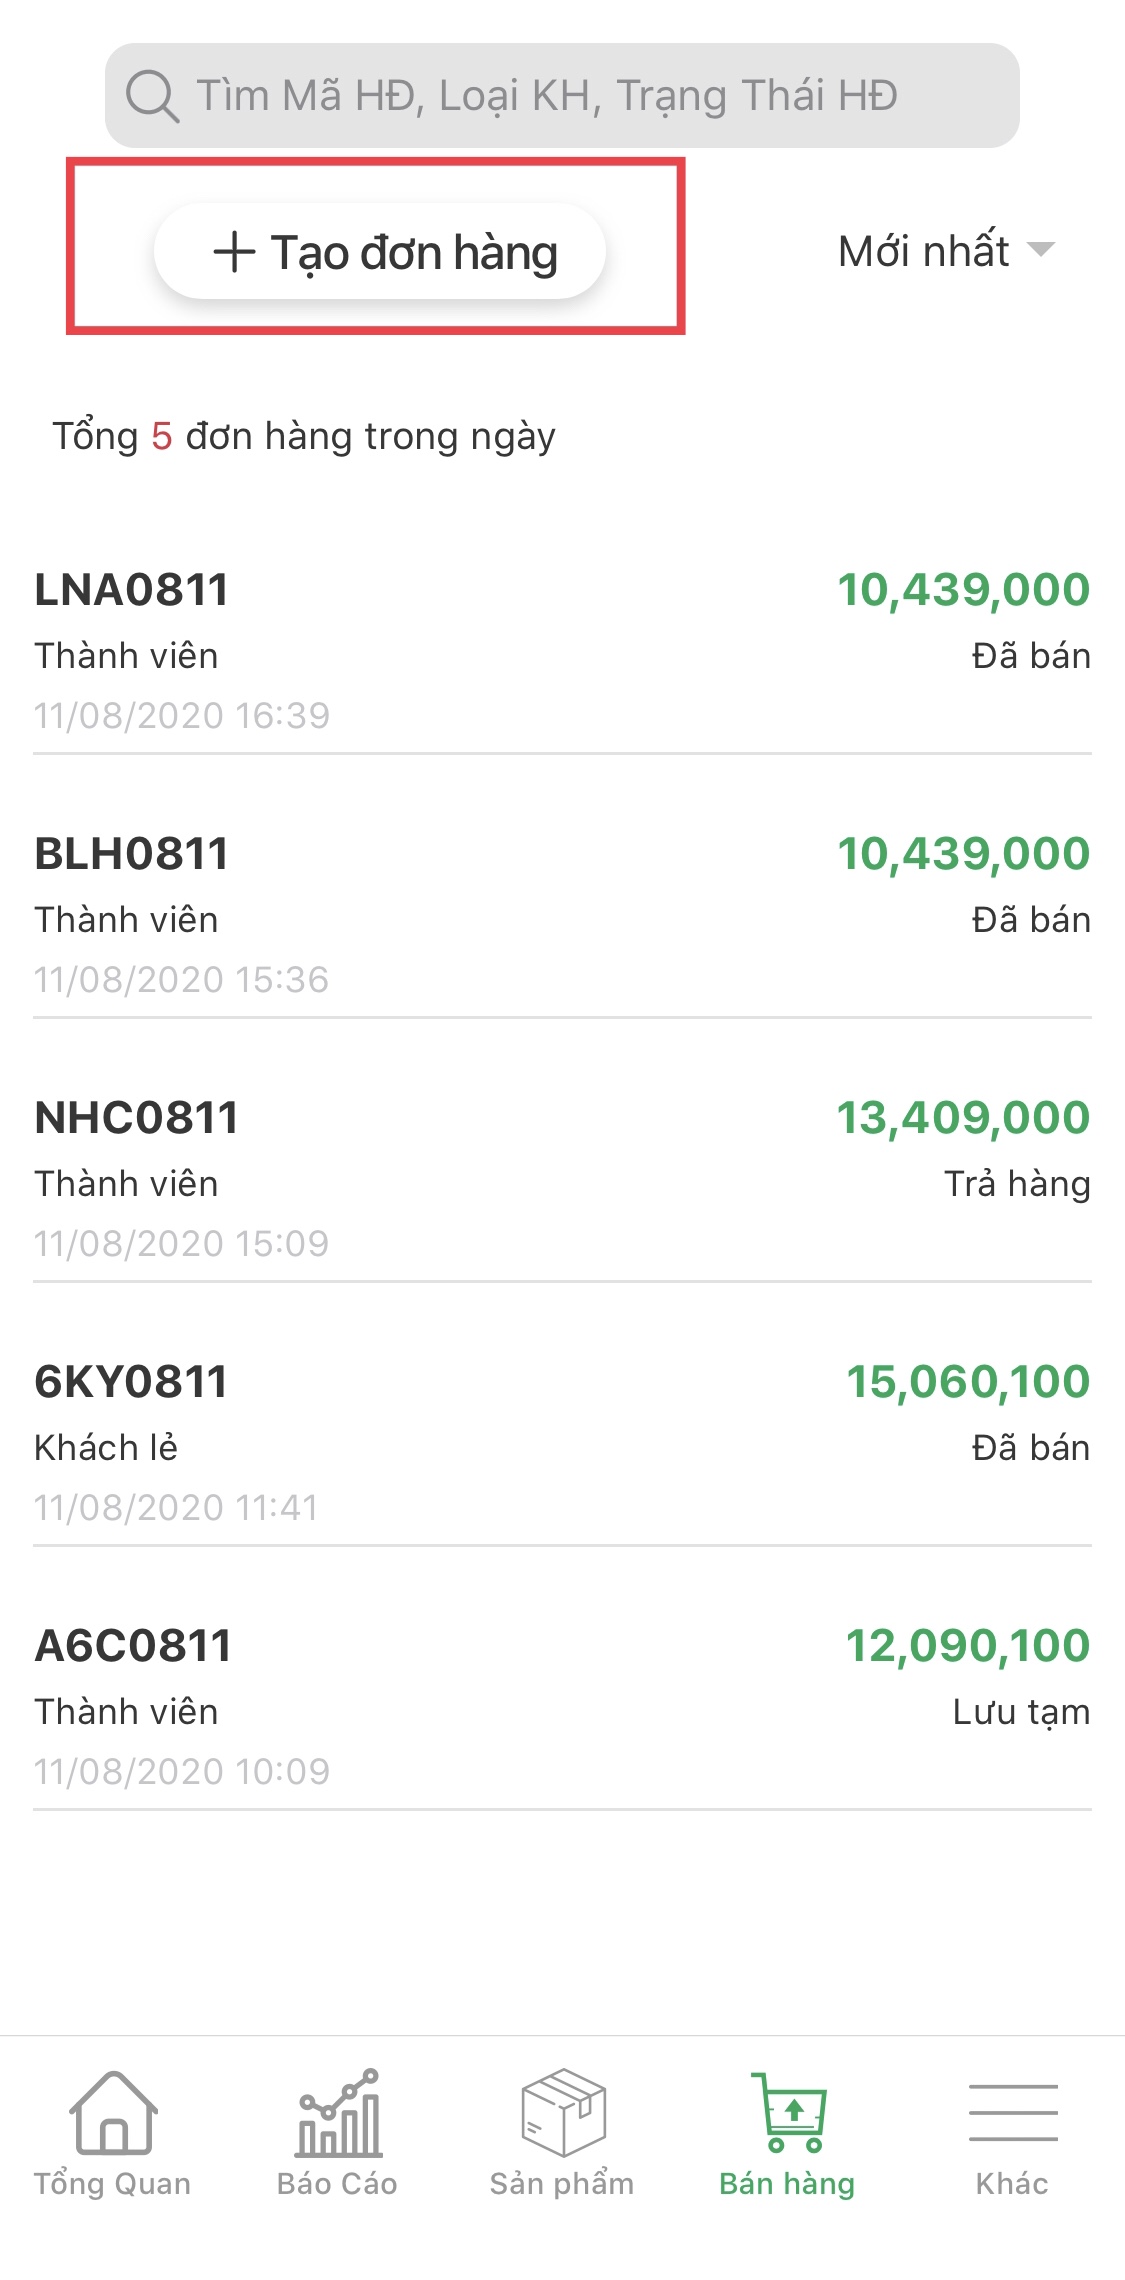 Tìm Mã HĐ, Loại KH, Trạng Thái HĐ
Tạo đơn hàng
Mới nhất
Tổng 5 đơn hàng trong ngày
LNA0811 10,439,000
Thành viên Đã bán
11/08/2020 16:39
BLH0811 10,439,000
Thành viên Đã bán
11/08/2020 15:36
NHC0811 13,409,000
Thành viên Trả hàng
11/08/2020 15:09
6KY0811 15,060,100
Khách lẻ Đã bán
11/08/2020 11:41
A6C0811 12,090,100
Thành viên Lưu tạm
11/08/2020 10:09
Tổng Quan Báo Cáo Sản phẩm Bán hàng Khác